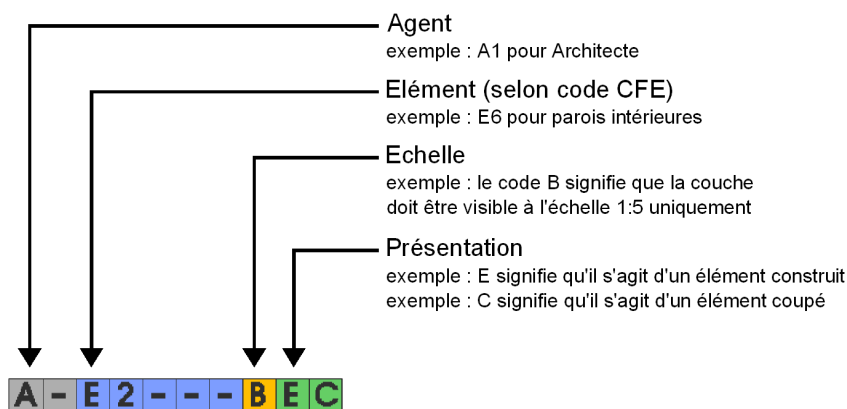 Agent
exemple : A1 pour Architecte
Elément (selon code CFE)
exemple : E6 pour parois intérieures
Echelle
exemple : le code B signifie que la couche
doit être visible à l'échelle 1:5 uniquement
Présentation
exemple : E signifie qu'il s'agit d'un élément construit
exemple : C signifie qu'il s'agit d'un élément coupé
A - E 2 - - - B E C